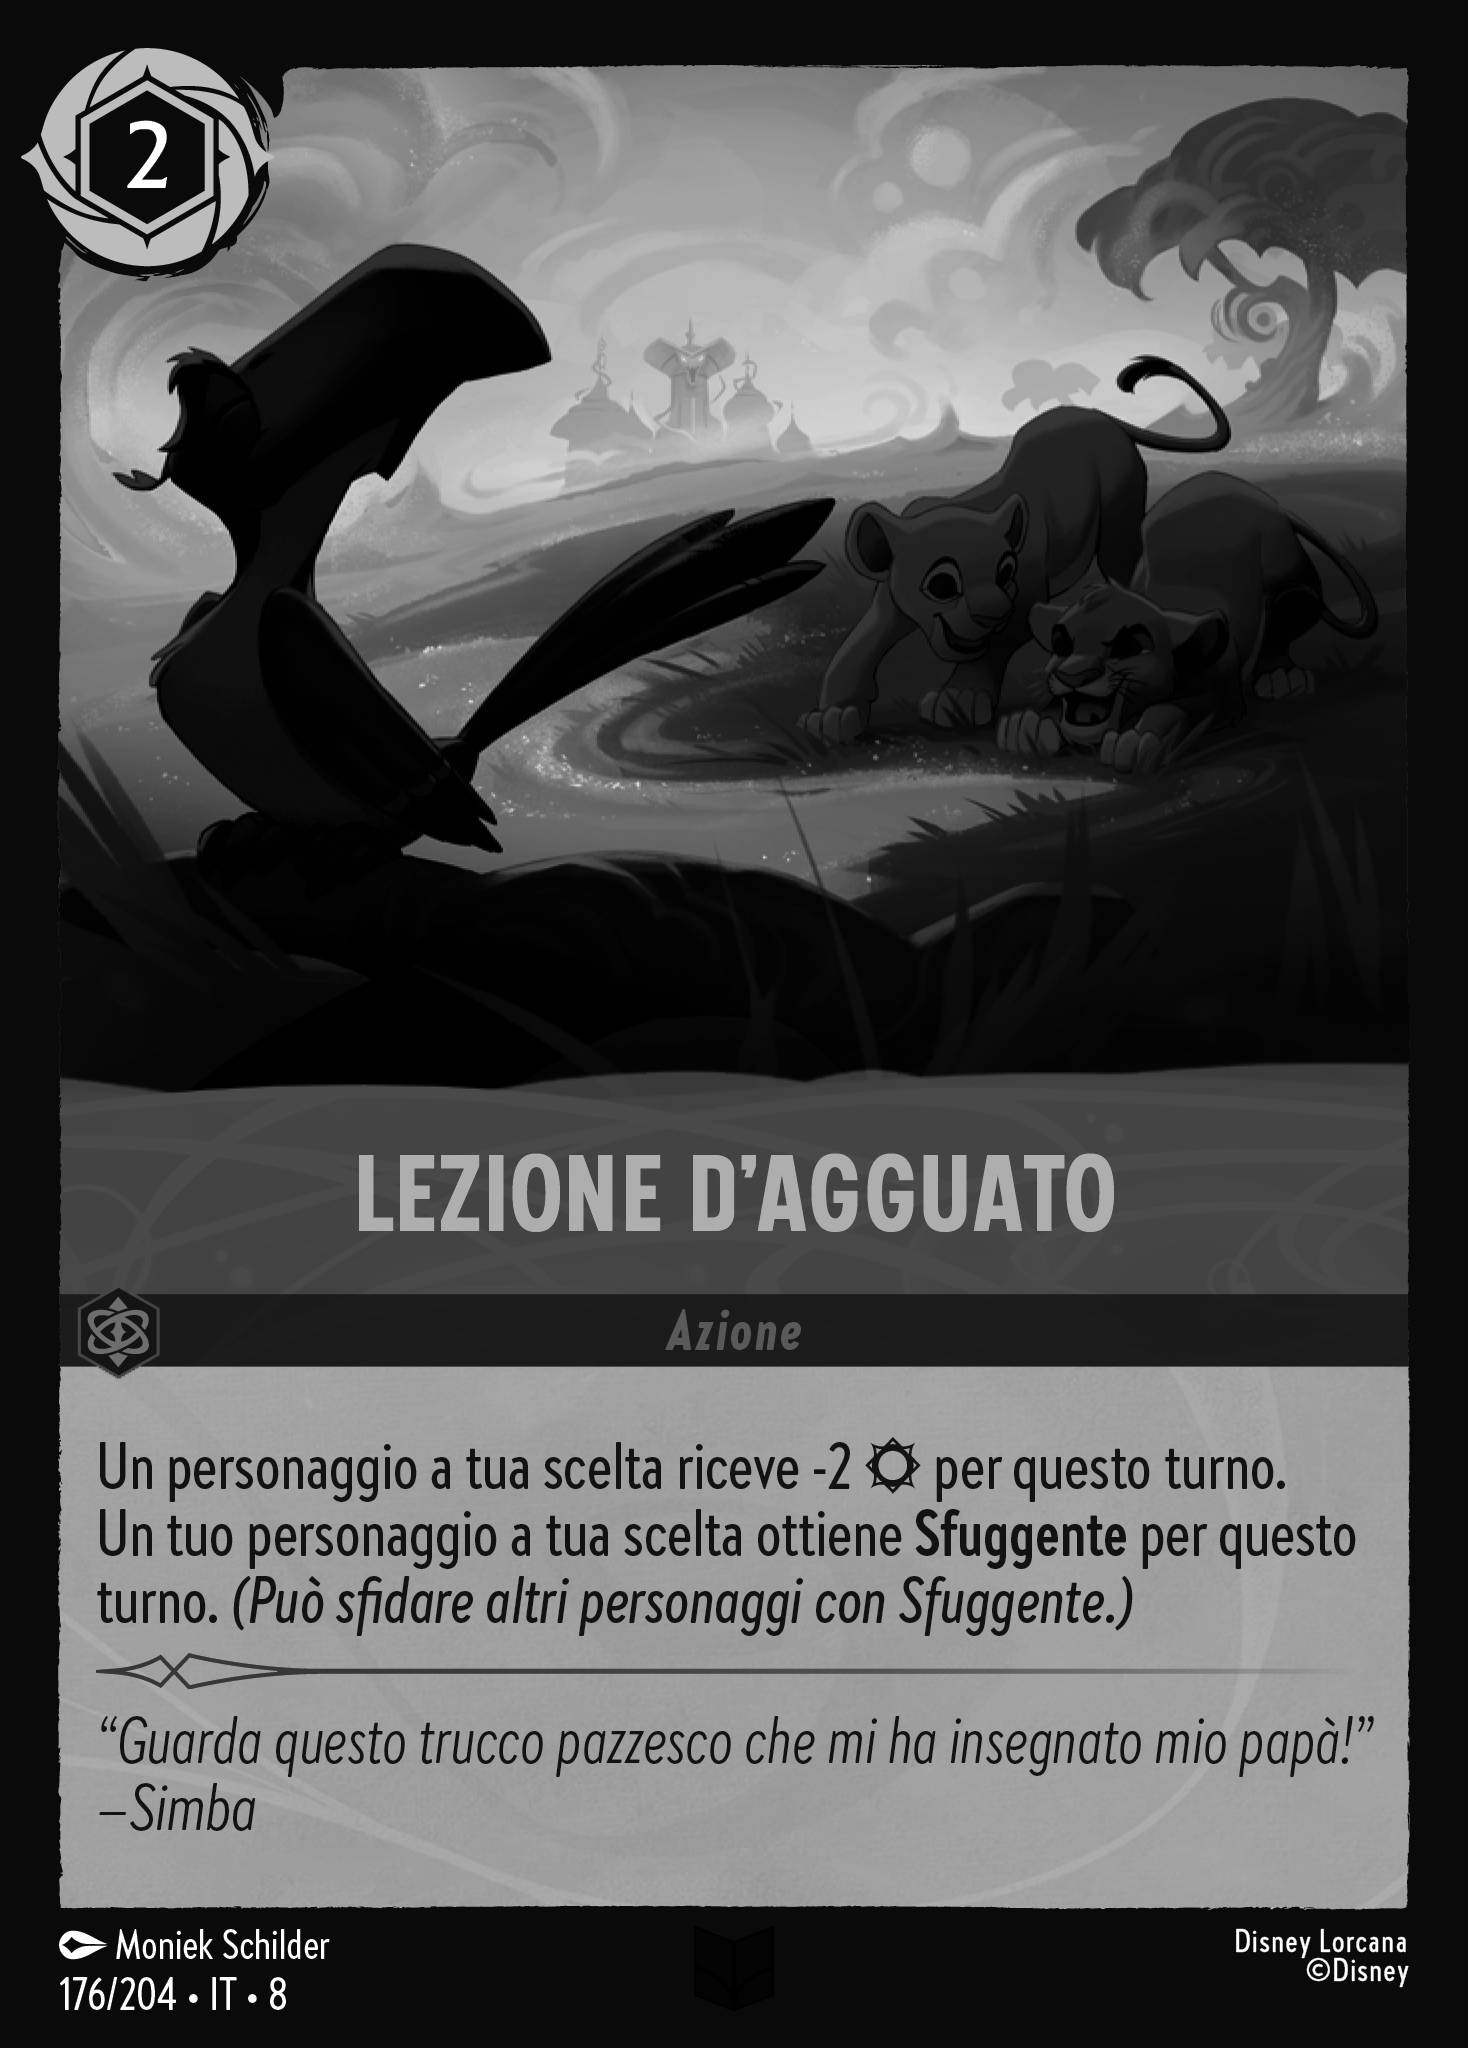 2
LEZIONE D’AGGUATO
Azione
Un personaggio a tua scelta riceve -2 per questo turno.
Un tuo personaggio a tua scelta ottiene Sfuggente per questo
turno. (Può sfidare altri personaggi con Sfuggente.)
“Guarda questo trucco pazzesco che mi ha insegnato mio papà!”
—Simba
Moniek Schilder
176/204 • IT • 8
Disney Lorcana
©Disney